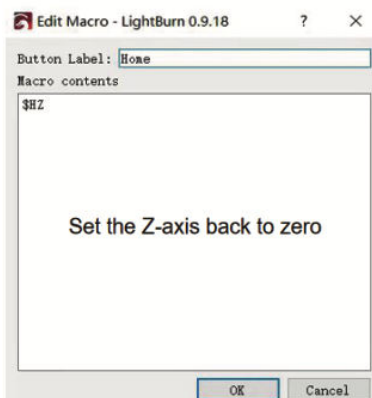 Edit Macro - LightBurn 0.9.18 ? ×
Button Label: Home
Macro contents
$HZ
Set the Z-axis back to zero
OK Cancel